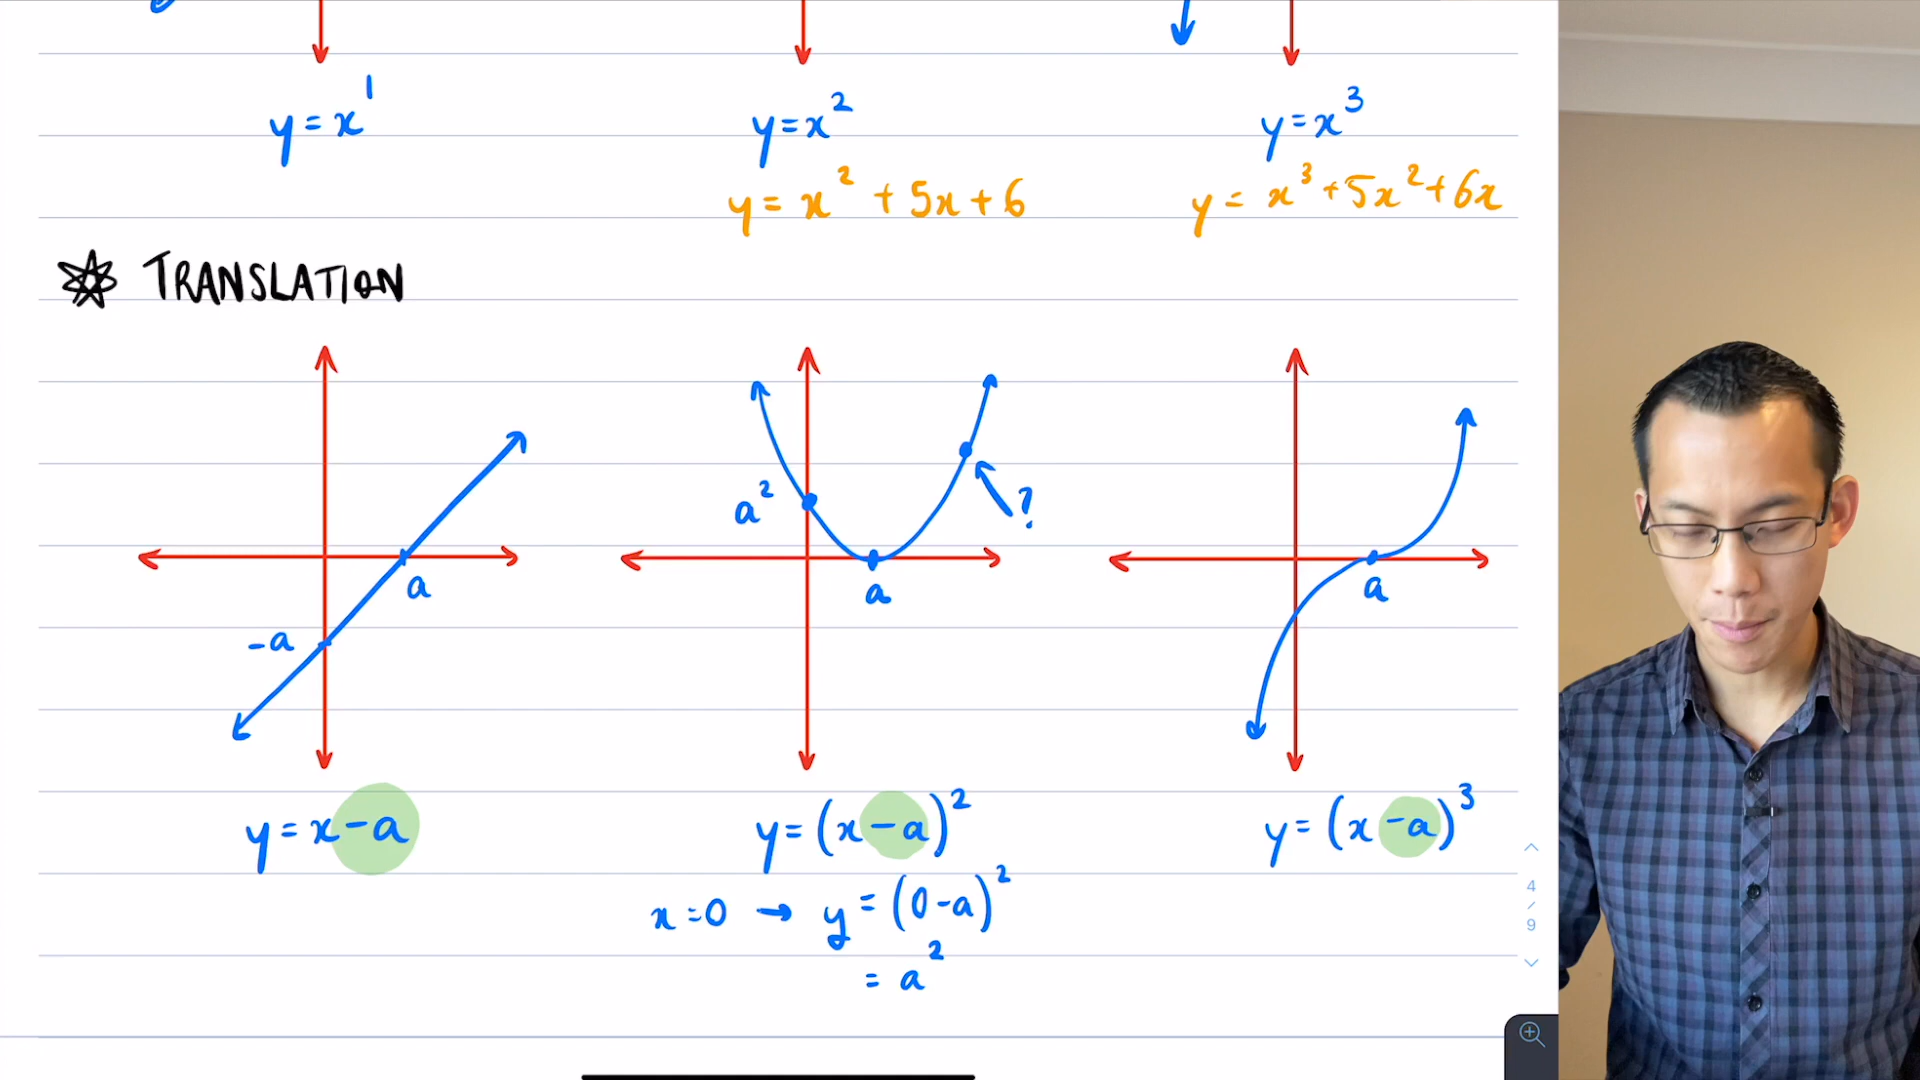 y = x¹
y = x²
y = x³
y = x² + 5x + 6
y = x³ + 5x² + 6x
TRANSLATION
a
-a
a²
?
a
a
y = x - a
y = (x - a)²
y = (x - a)³
x = 0 → y = (0 - a)²
= a²
4
/
9